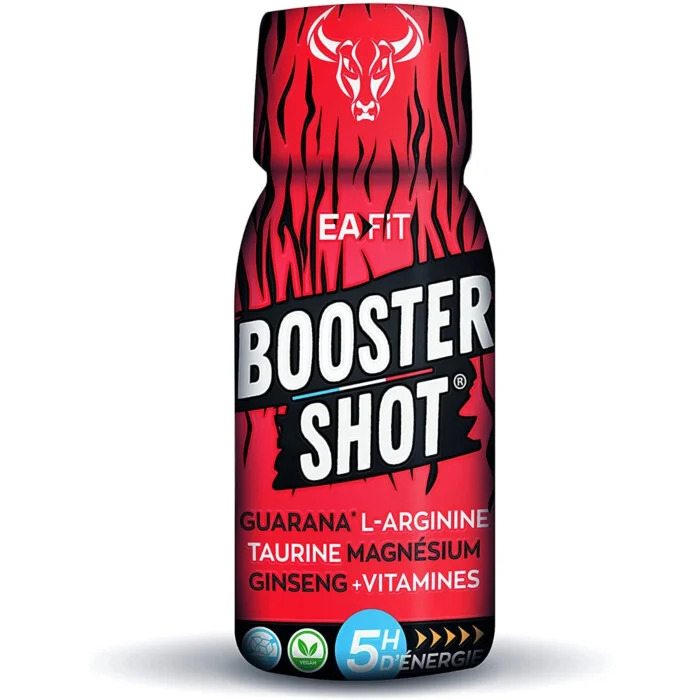 EAFIT
BOOSTER
SHOT®
GUARANA* L-ARGININE
TAURINE MAGNÉSIUM
GINSENG +VITAMINES
VEGAN
5H
D'ÉNERGIE